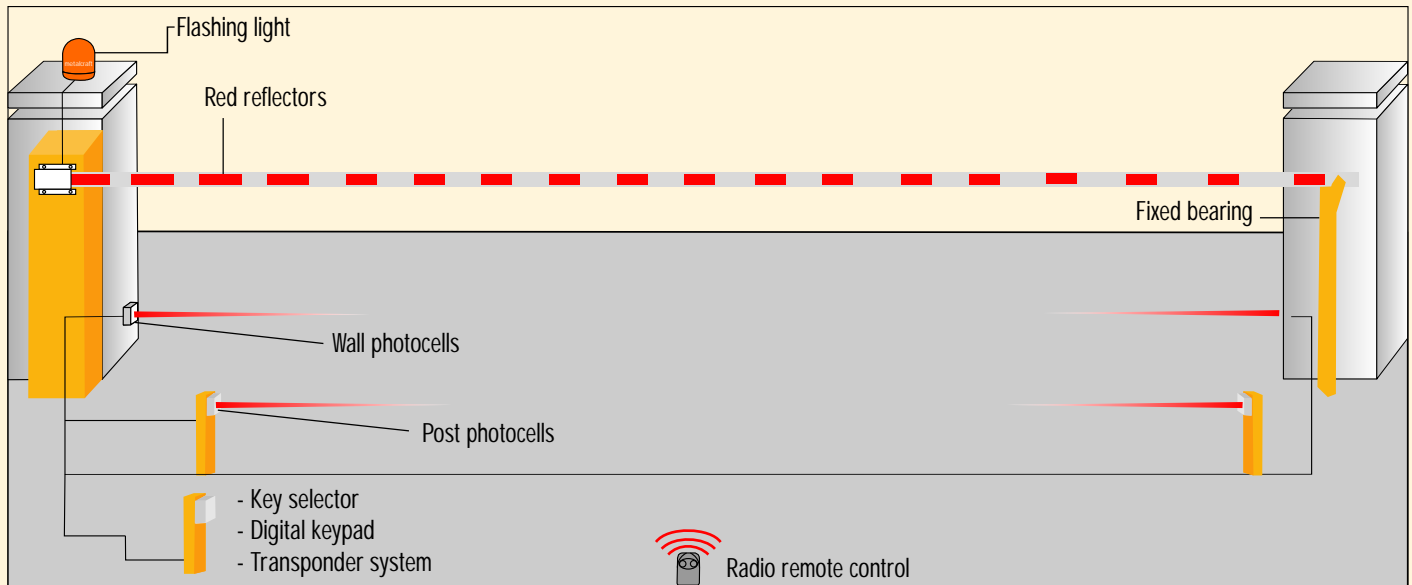 Flashing light
metalcraft
Red reflectors
Fixed bearing
Wall photocells
Post photocells
- Key selector
- Digital keypad
- Transponder system
Radio remote control